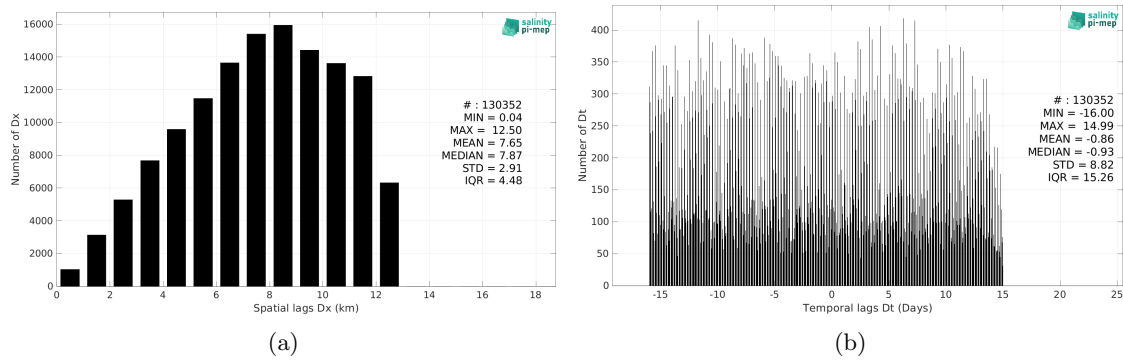 salinity
pi-mep
16000
14000
12000
10000
8000
6000
4000
2000
0
Number of Dx
# : 130352
MIN = 0.04
MAX = 12.50
MEAN = 7.65
MEDIAN = 7.87
STD = 2.91
IQR = 4.48
0 2 4 6 8 10 12 14 16 18
Spatial lags Dx (km)
(a)
salinity
pi-mep
400
350
300
250
200
150
100
50
0
Number of Dt
# : 130352
MIN = -16.00
MAX = 14.99
MEAN = -0.86
MEDIAN = -0.93
STD = 8.82
IQR = 15.26
-15 -10 -5 0 5 10 15 20 25
Temporal lags Dt (Days)
(b)